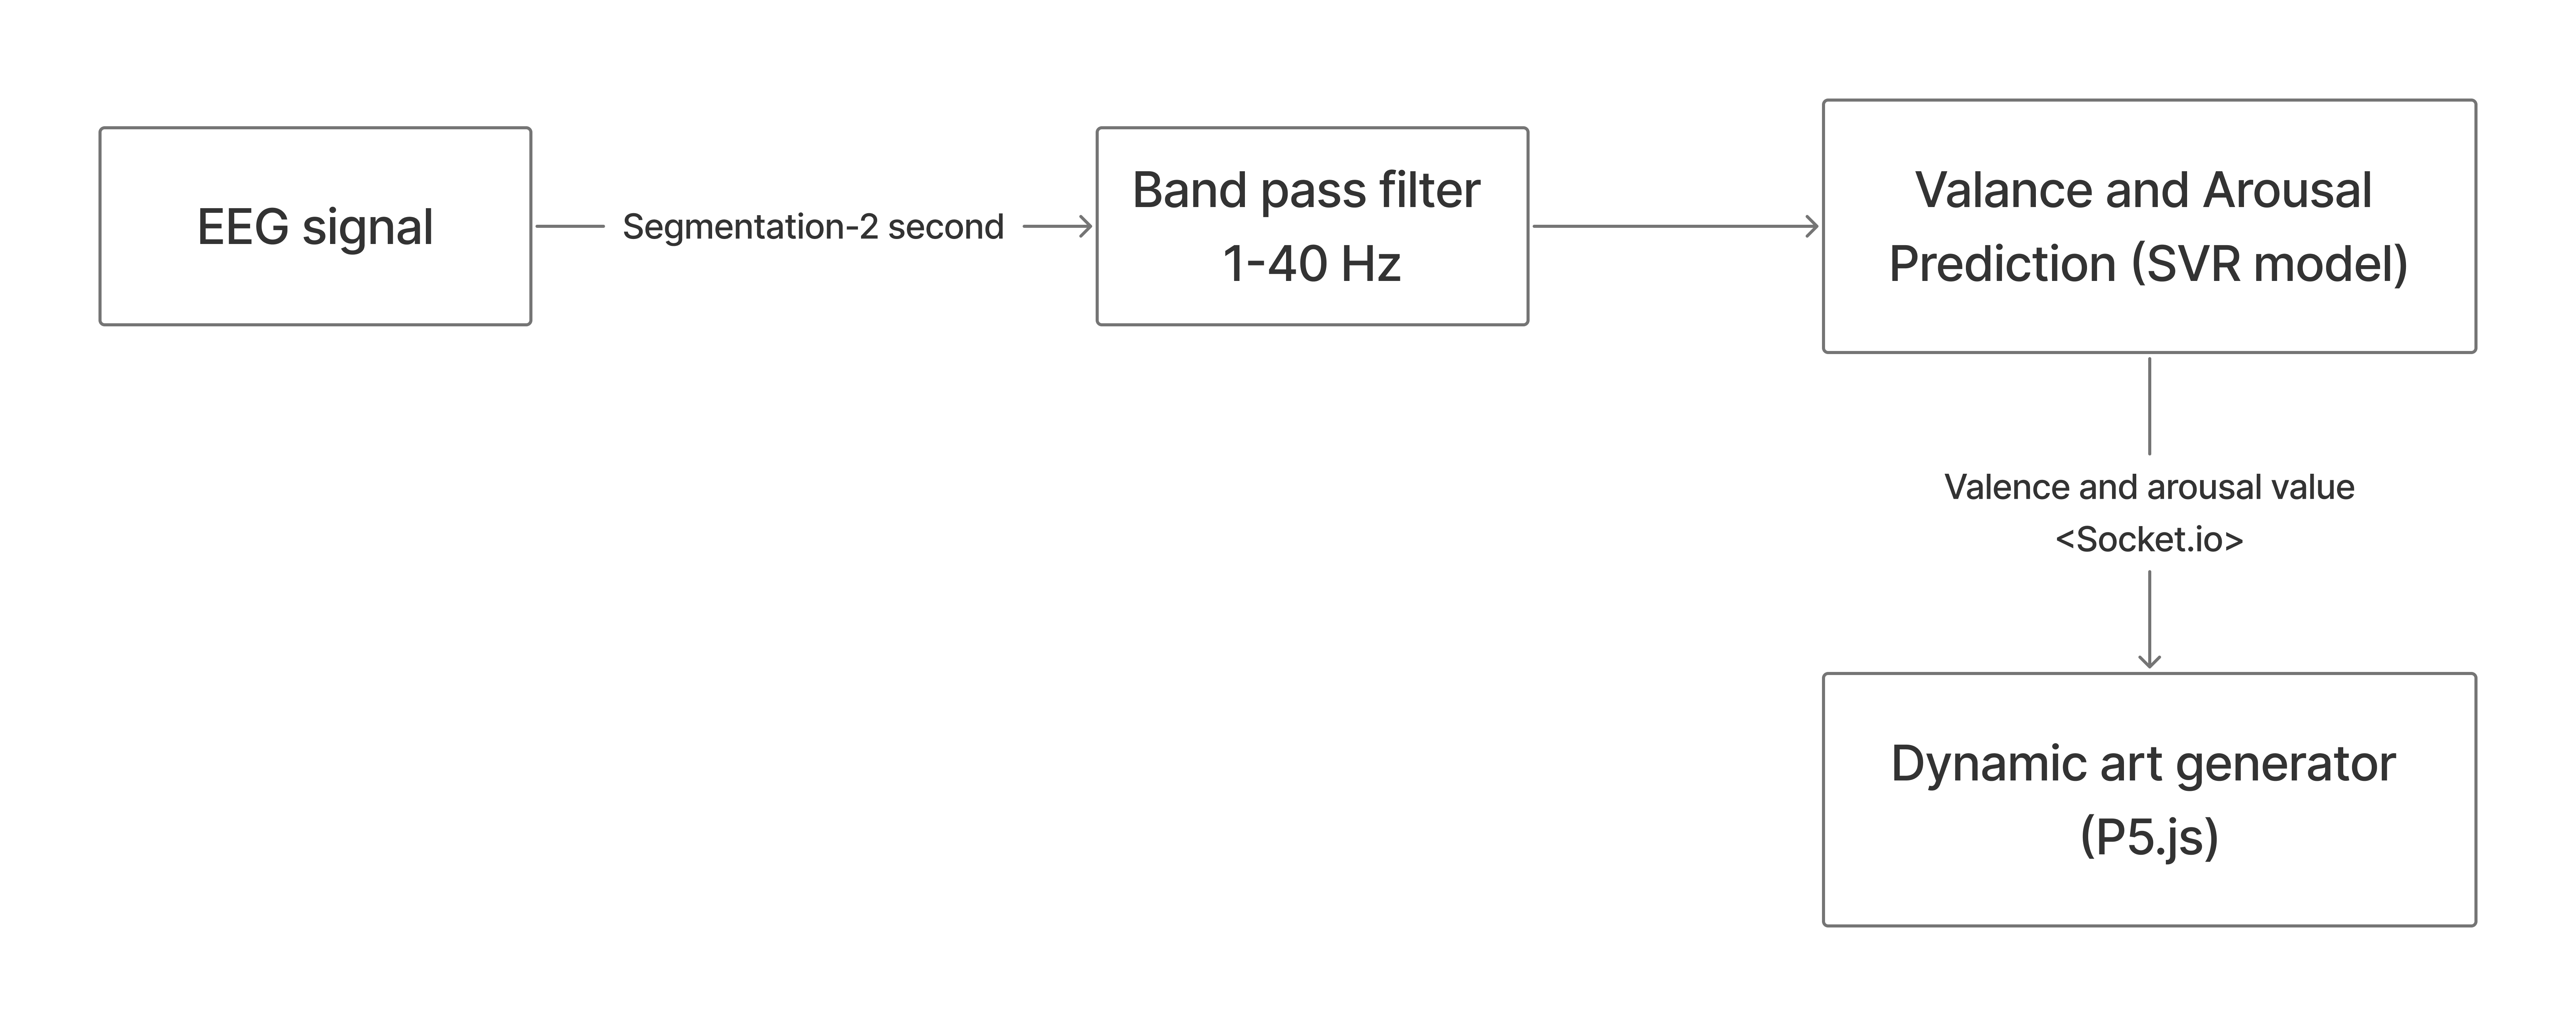 EEG signal
Segmentation-2 second
Band pass filter
1-40 Hz
Valance and Arousal
Prediction (SVR model)
Valence and arousal value
<Socket.io>
Dynamic art generator
(P5.js)